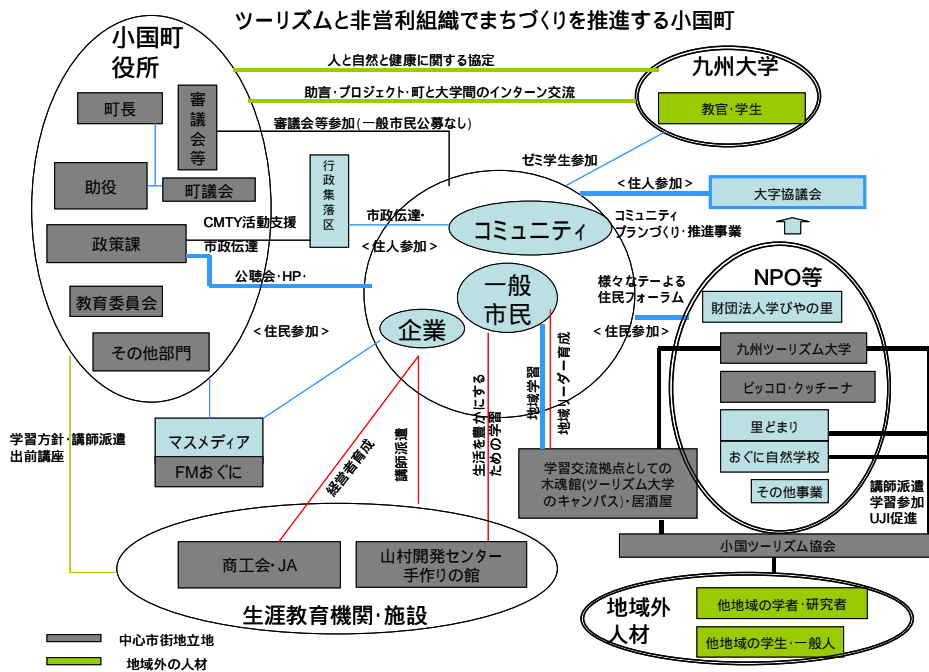 ツーリズムと非営利組織でまちづくりを推進する小国町
小国町
役所
町長
審議会等
助役
町議会
政策課
教育委員会
その他部門
人と自然と健康に関する協定
助言・プロジェクト・町と大学間のインターン交流
審議会等参加(一般市民公募なし)
九州大学
教官・学生
ゼミ学生参加
行政集落区
CMTY活動支援
市政伝達
市政伝達・
<住人参加>
公聴会・HP・
<住民参加>
コミュニティ
一般
市民
企業
<住人参加>
大字協議会
コミュニティ
プランづくり・推進事業
様々なテーよる
住民フォーラム
<住民参加>
NPO等
財団法人学びやの里
九州ツーリズム大学
ピッコロ・クッチーナ
里どまり
おぐに自然学校
その他事業
講師派遣
学習参加
UJI促進
マスメディア
FMおぐに
学習方針・講師派遣
出前講座
経営者育成
講師派遣
生活を豊かにする
ための学習
地域学習
地域リーダー育成
学習交流拠点としての
木魂館(ツーリズム大学
のキャンパス)・居酒屋
小国ツーリズム協会
商工会・JA
山村開発センター
手作りの館
生涯教育機関・施設
地域外
人材
他地域の学者・研究者
他地域の学生・一般人
中心市街地立地
地域外の人材